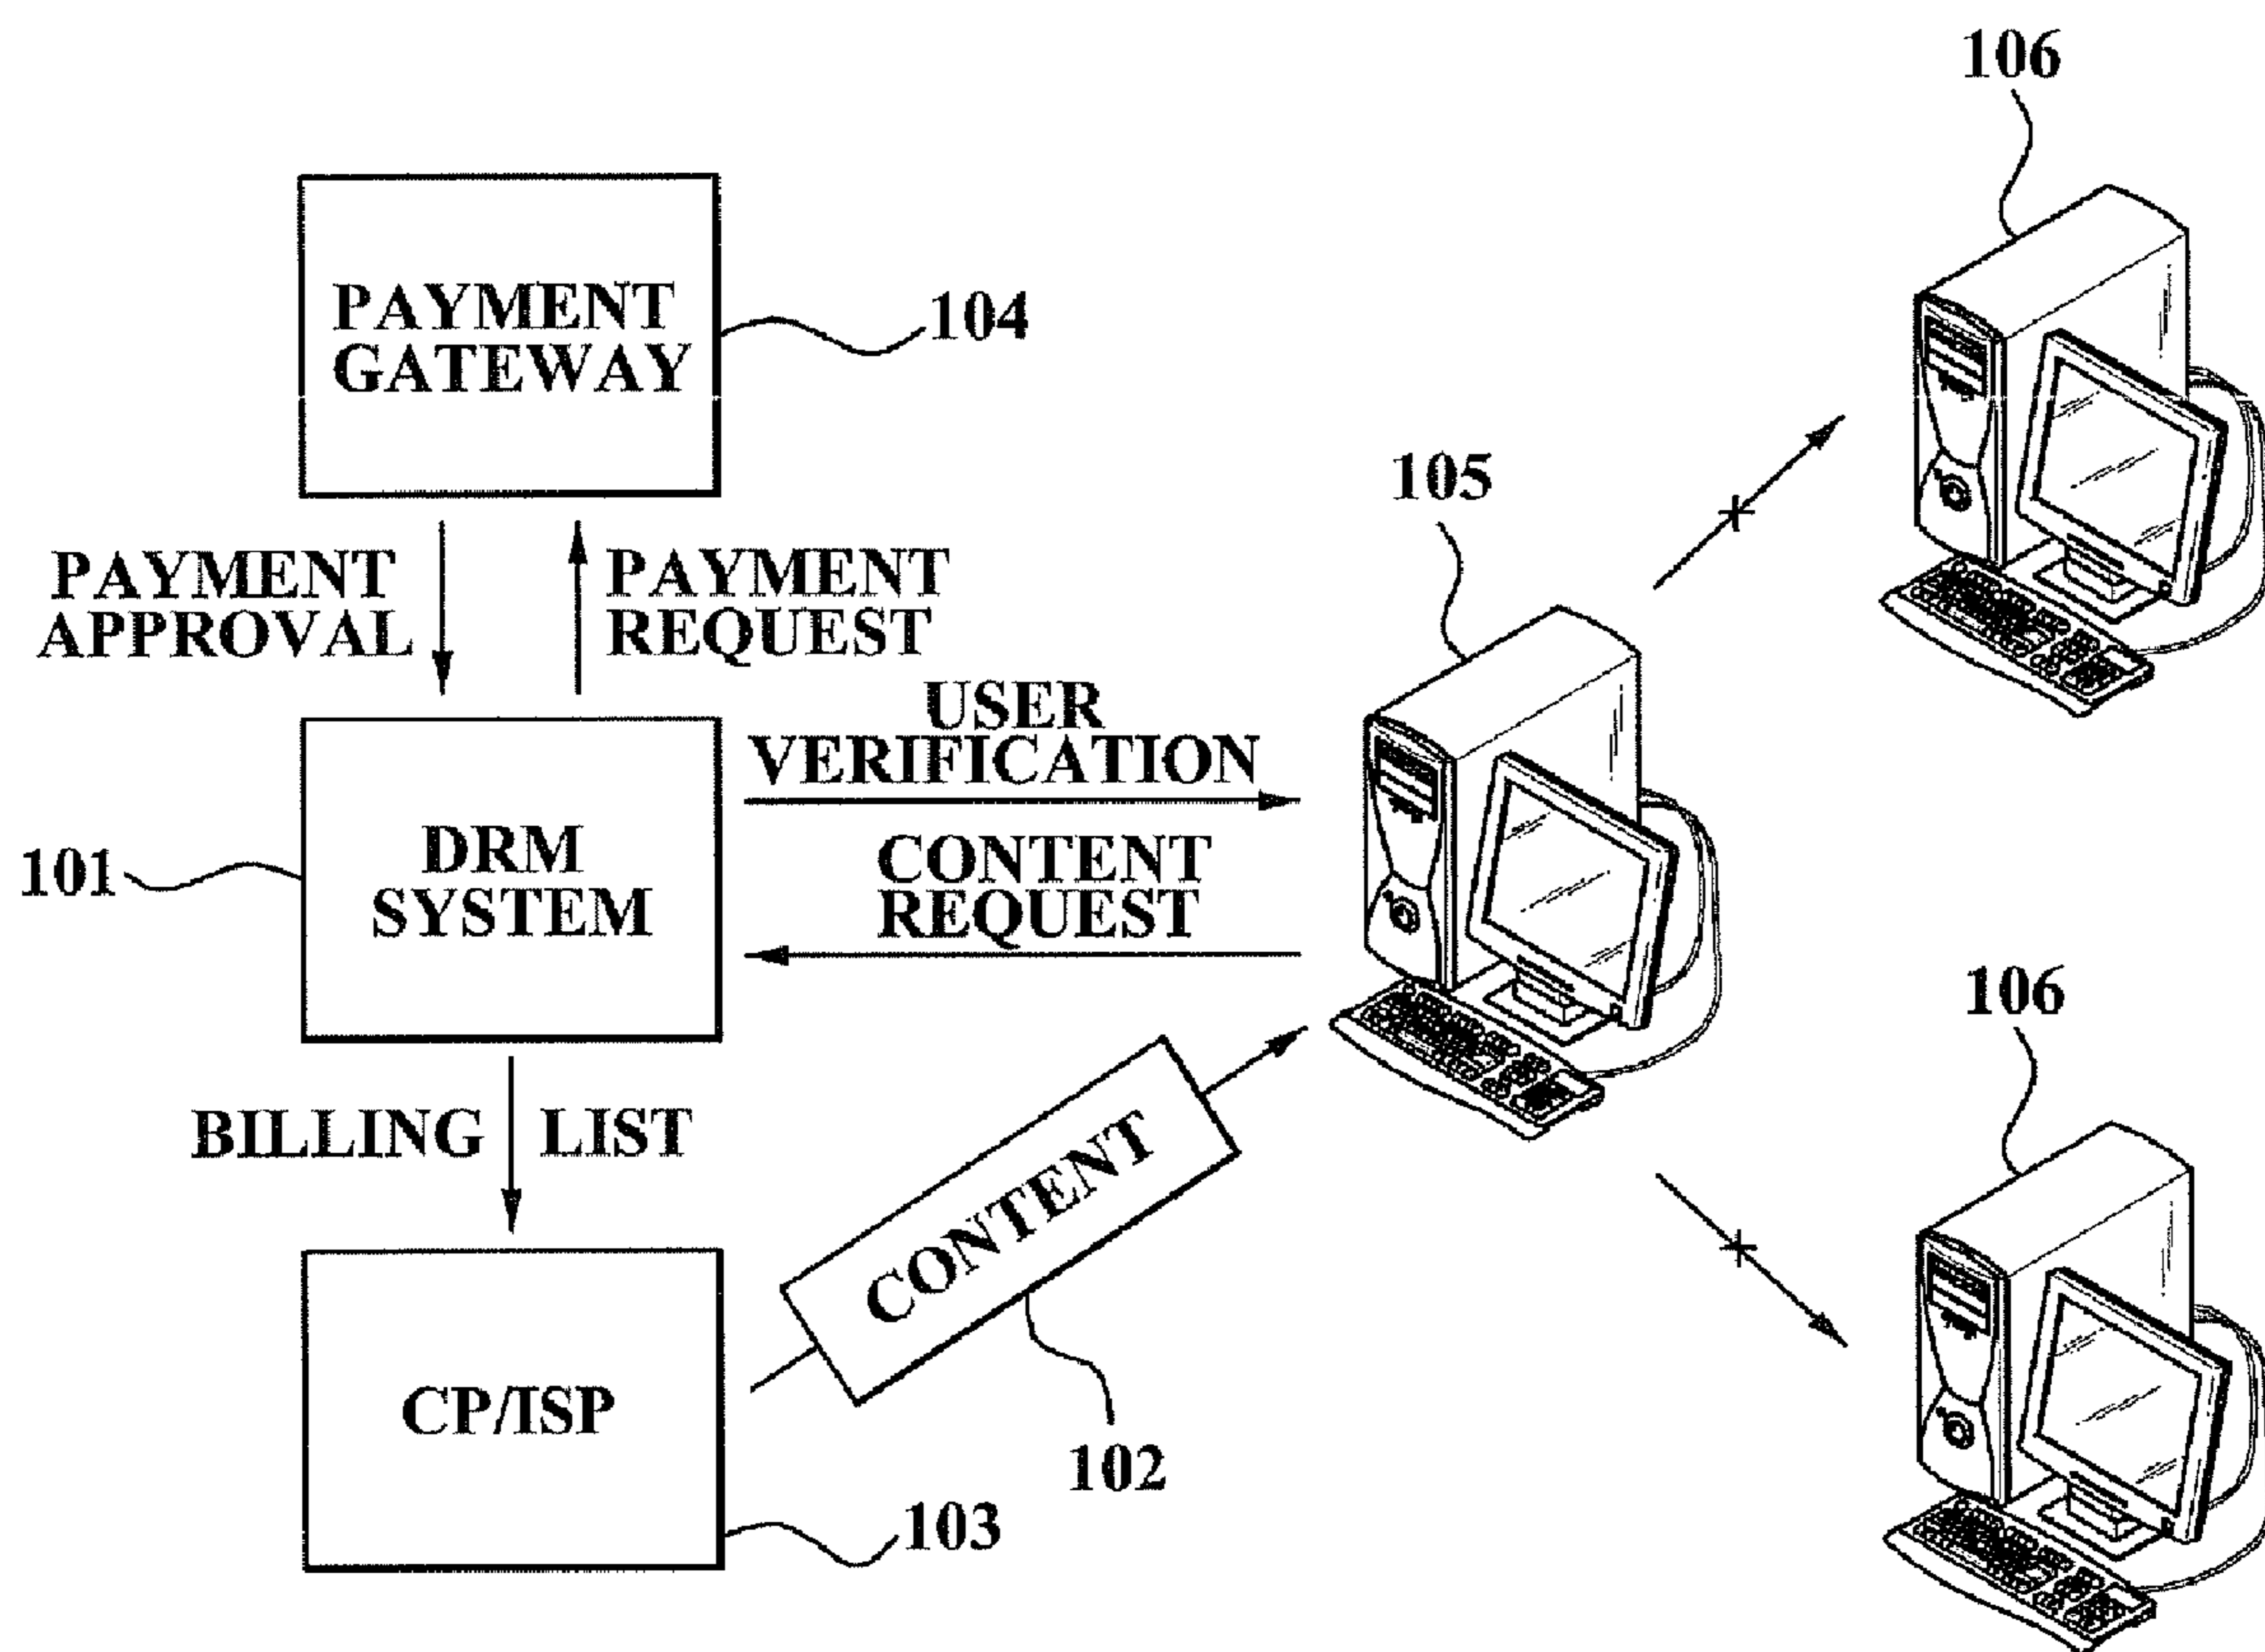 106
PAYMENT
GATEWAY
104
105
PAYMENT
APPROVAL
PAYMENT
REQUEST
USER
VERIFICATION
101
DRM
SYSTEM
CONTENT
REQUEST
106
BILLING LIST
CONTENT
CP/ISP
102
103